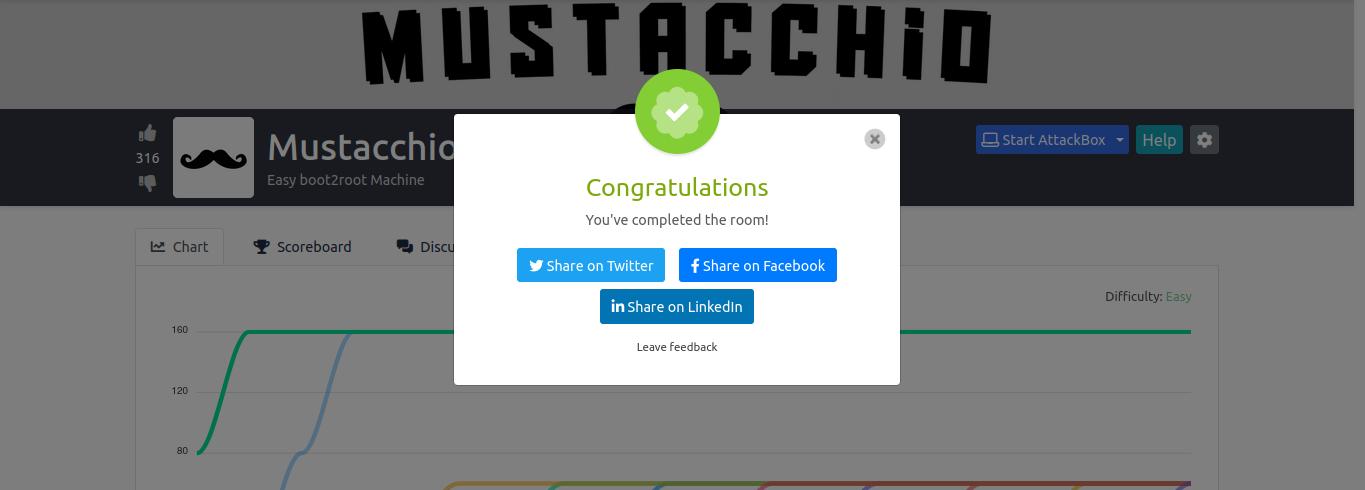 MUSTACCHiO
316
Mustacchio
Easy boot2root Machine
Start AttackBox
Help
Congratulations
You've completed the room!
Share on Twitter
Share on Facebook
Share on LinkedIn
Leave feedback
Chart
Scoreboard
Discu
Difficulty: Easy
160
120
80